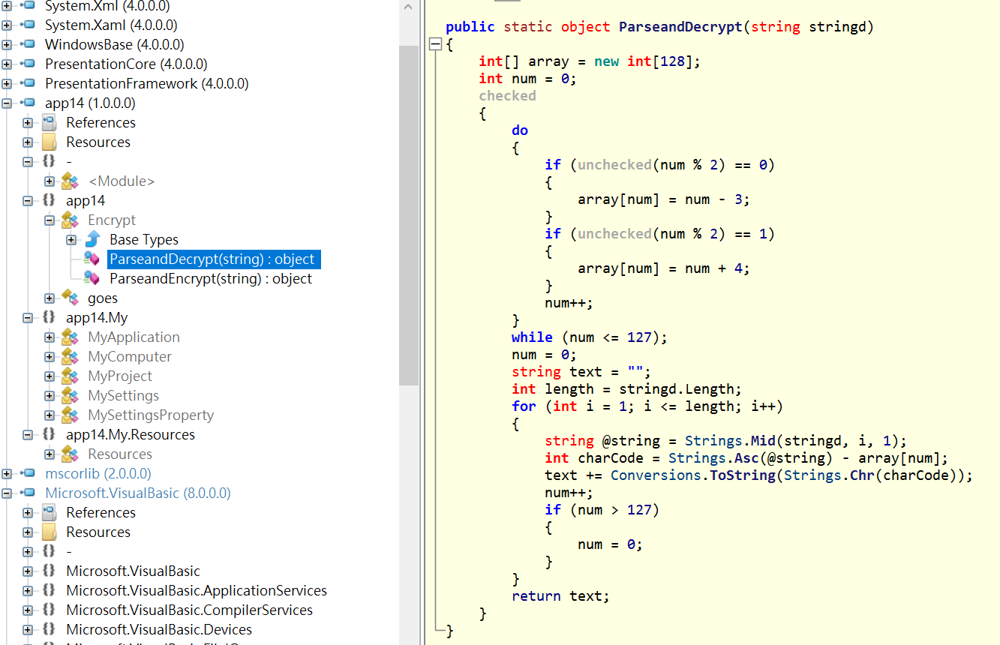 System.Xml (4.0.0.0)
System.Xaml (4.0.0.0)
WindowsBase (4.0.0.0)
PresentationCore (4.0.0.0)
PresentationFramework (4.0.0.0)
app14 (1.0.0.0)
References
Resources
{} -
<Module>
{} app14
Encrypt
Base Types
ParseandDecrypt(string) : object
ParseandEncrypt(string) : object
goes
{} app14.My
MyApplication
MyComputer
MyProject
MySettings
MySettingsProperty
{} app14.My.Resources
Resources
mscorlib (2.0.0.0)
Microsoft.VisualBasic (8.0.0.0)
References
Resources
{} -
{} Microsoft.VisualBasic
{} Microsoft.VisualBasic.ApplicationServices
{} Microsoft.VisualBasic.CompilerServices
{} Microsoft.VisualBasic.Devices
public static object ParseandDecrypt(string stringd)
{
int[] array = new int[128];
int num = 0;
checked
{
do
{
if (unchecked(num % 2) == 0)
{
array[num] = num - 3;
}
if (unchecked(num % 2) == 1)
{
array[num] = num + 4;
}
num++;
}
while (num <= 127);
num = 0;
string text = "";
int length = stringd.Length;
for (int i = 1; i <= length; i++)
{
string @string = Strings.Mid(stringd, i, 1);
int charCode = Strings.Asc(@string) - array[num];
text += Conversions.ToString(Strings.Chr(charCode));
num++;
if (num > 127)
{
num = 0;
}
}
return text;
}
}